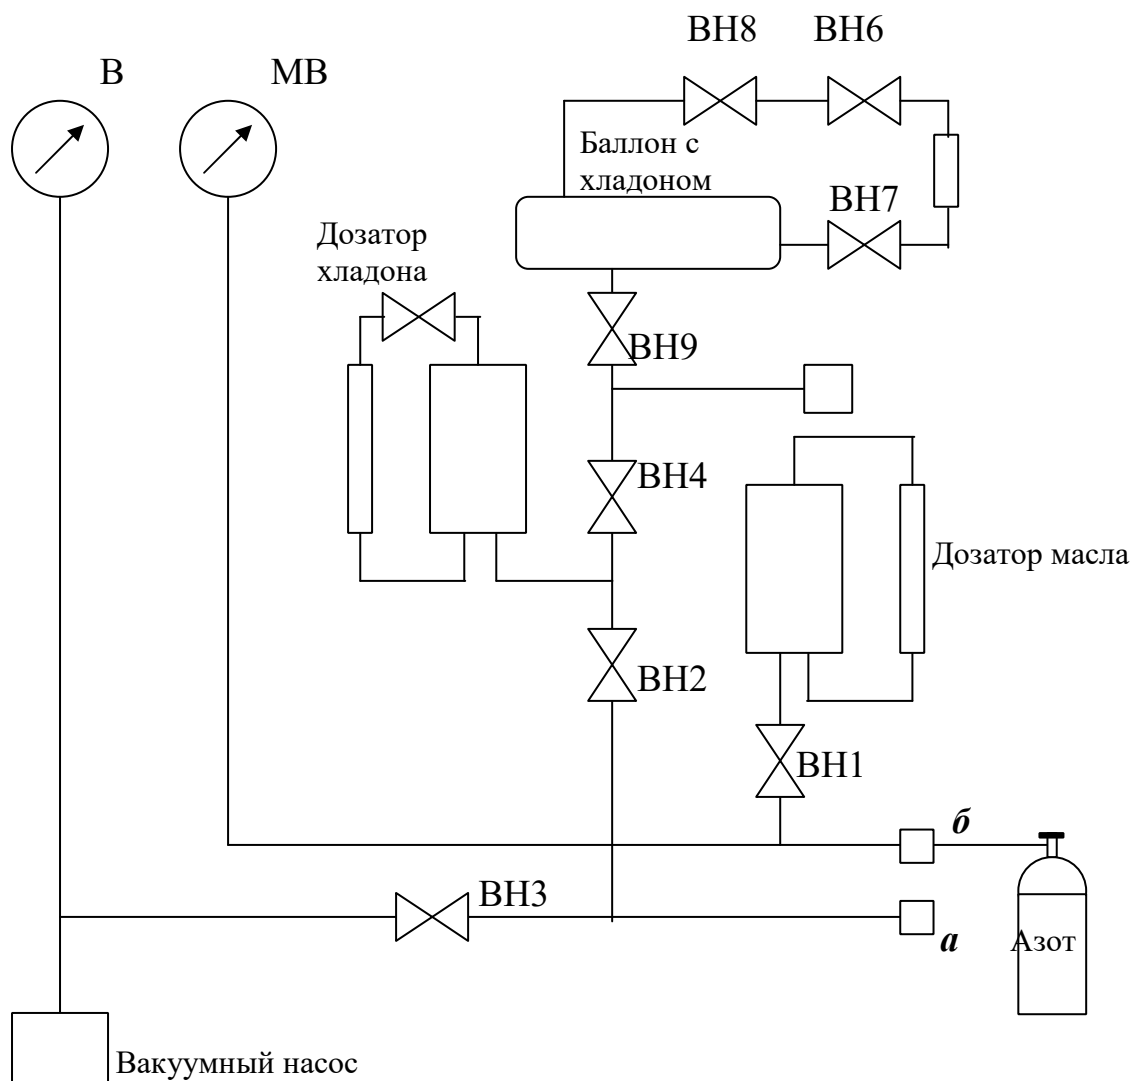 ВН8
ВН6
В
МВ
Баллон с
хладоном
ВН7
Дозатор
хладона
ВН9
ВН4
Дозатор масла
ВН2
ВН1
б
ВН3
а
Азот
Вакуумный насос